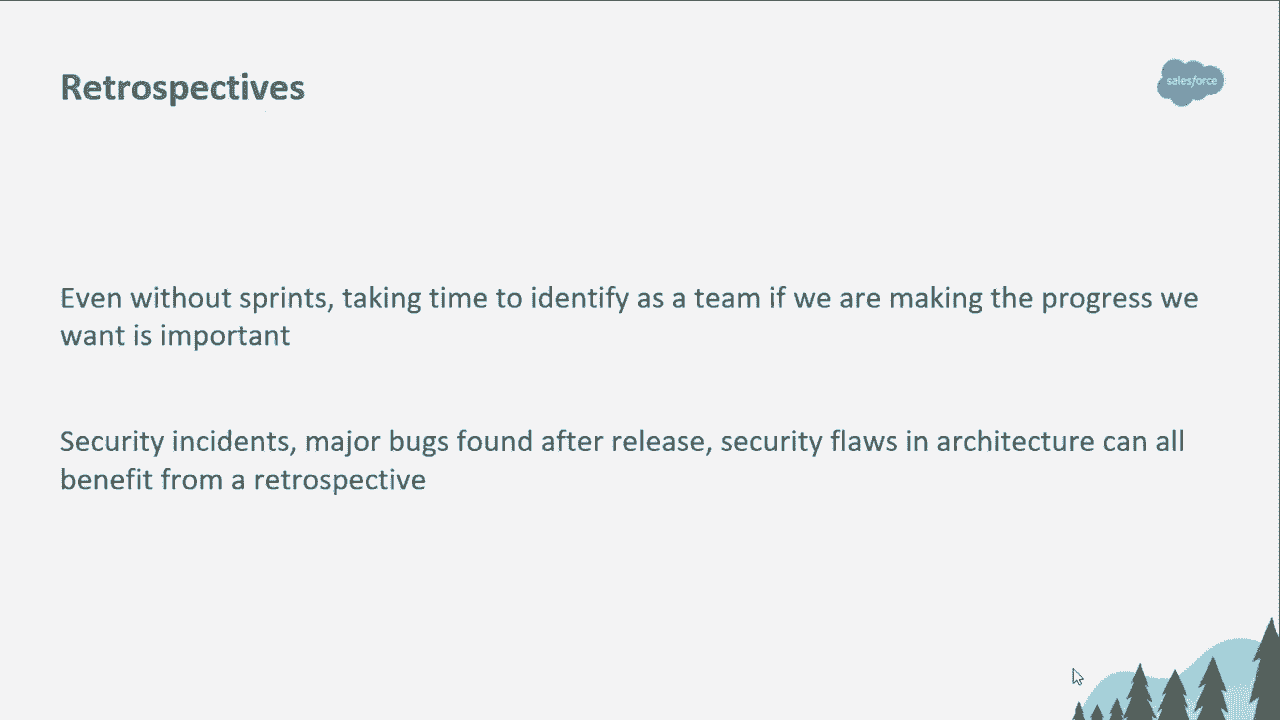 Retrospectives
salesforce
Even without sprints, taking time to identify as a team if we are making the progress we
want is important
Security incidents, major bugs found after release, security flaws in architecture can all
benefit from a retrospective